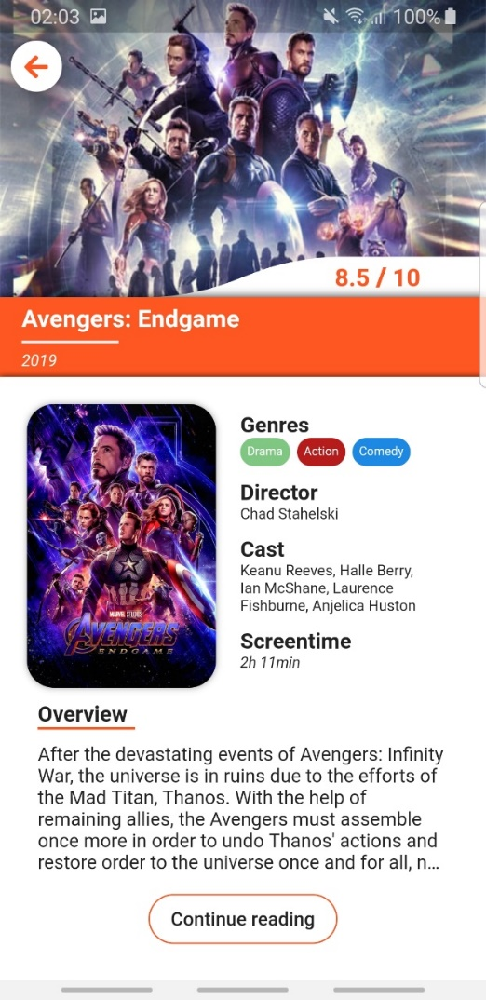 02:03
100%
8.5 / 10
Avengers: Endgame
2019
Genres
Drama Action Comedy
Director
Chad Stahelski
Cast
Keanu Reeves, Halle Berry,
Ian McShane, Laurence
Fishburne, Anjelica Huston
Screentime
2h 11min
MARVEL STUDIOS
AVENGERS
ENDGAME
Overview
After the devastating events of Avengers: Infinity
War, the universe is in ruins due to the efforts of
the Mad Titan, Thanos. With the help of
remaining allies, the Avengers must assemble
once more in order to undo Thanos' actions and
restore order to the universe once and for all, n...
Continue reading